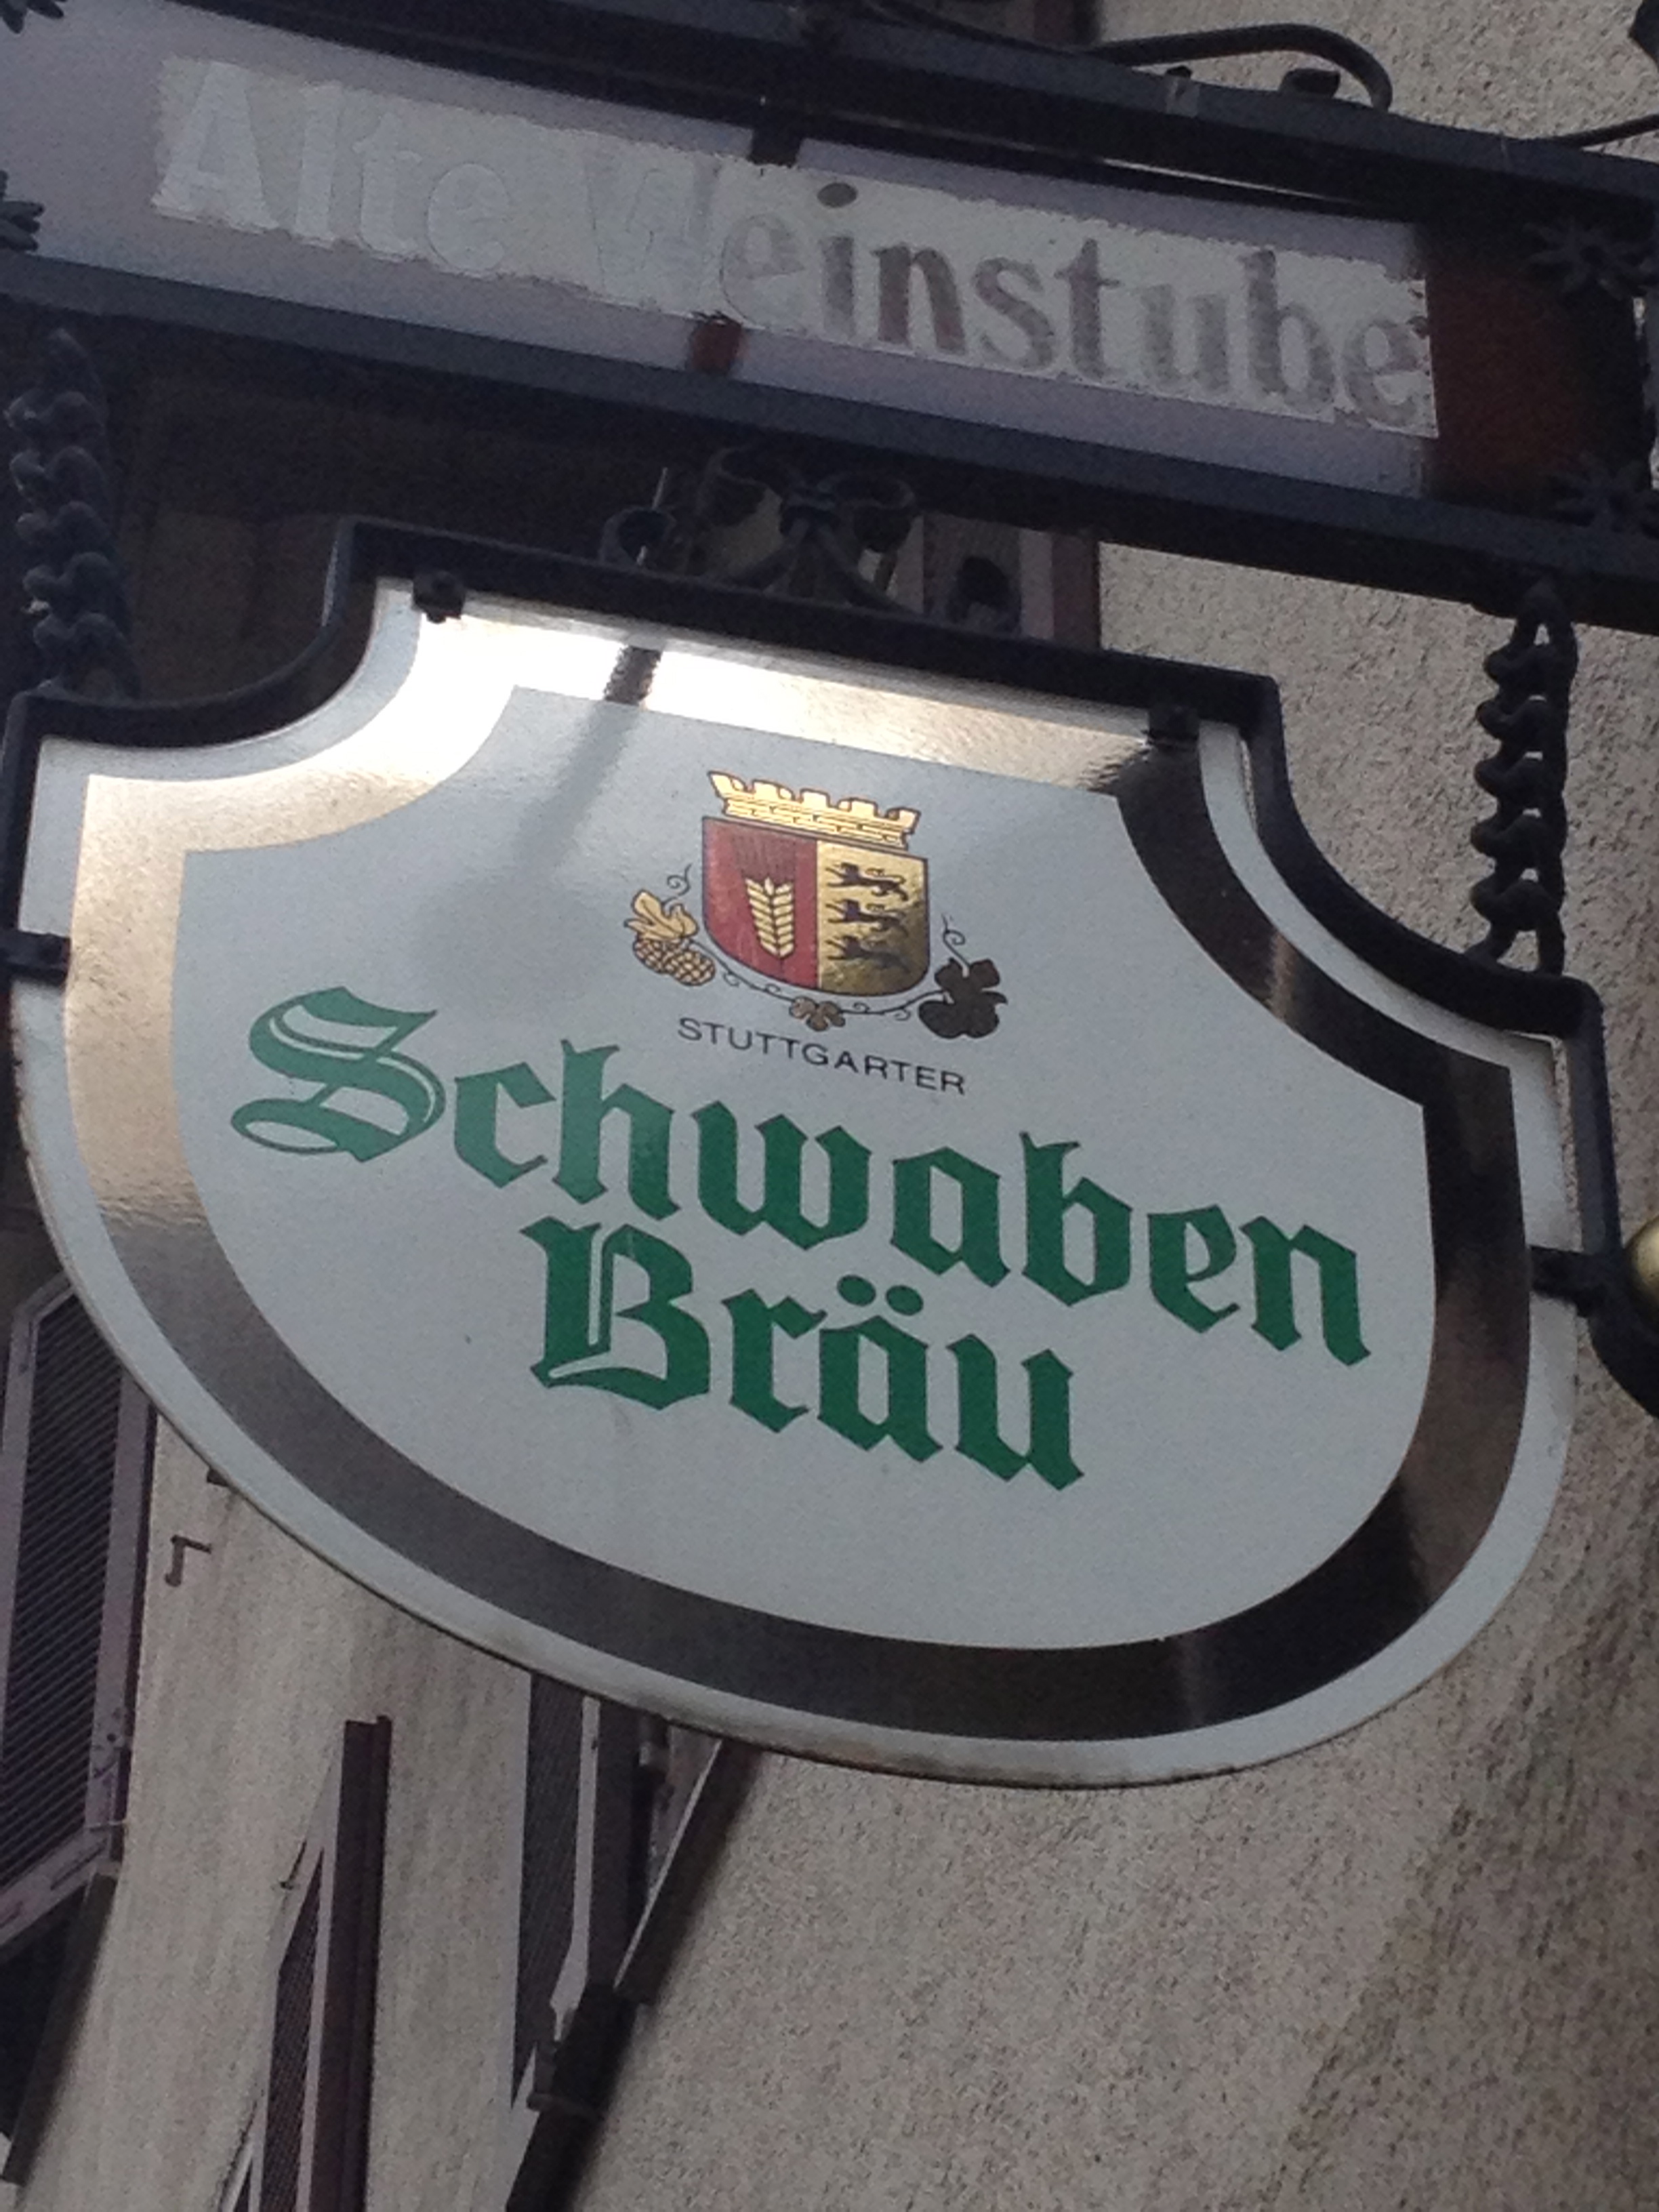 Alte Weinstube
STUTTGARTER
Schwaben
Bräu